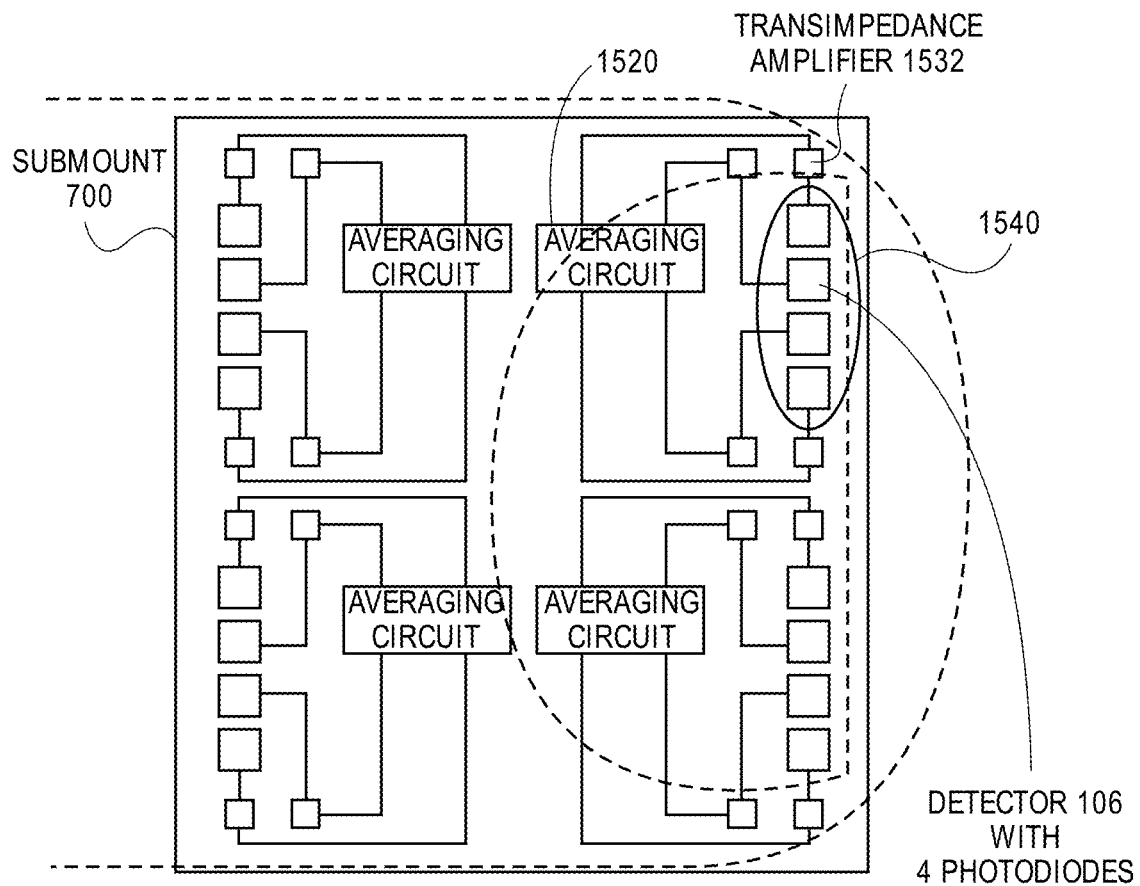 TRANSIMPEDANCE
AMPLIFIER 1532
1520
SUBMOUNT
700
1540
AVERAGING
CIRCUIT
AVERAGING
CIRCUIT
AVERAGING
CIRCUIT
AVERAGING
CIRCUIT
DETECTOR 106
WITH
4 PHOTODIODES